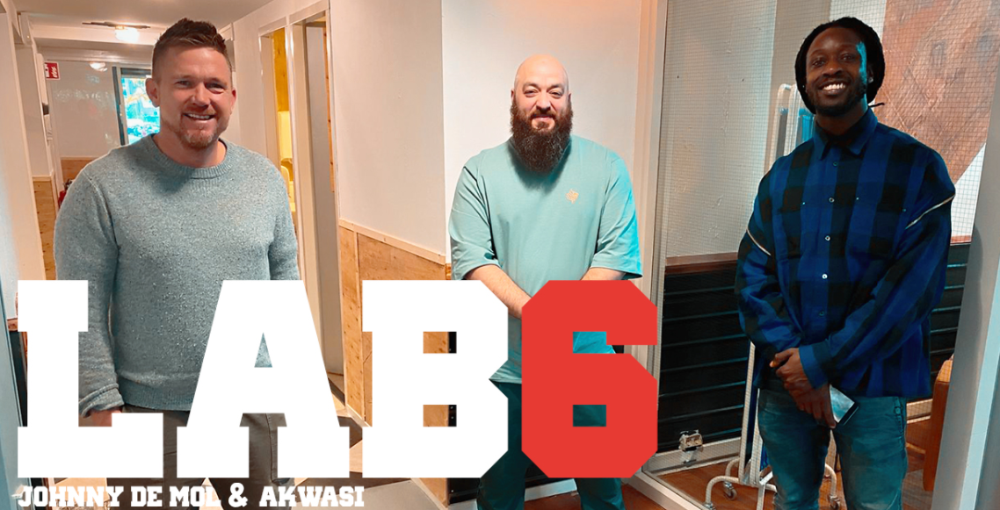 LAB6
JOHNNY DE MOL & AKWASI